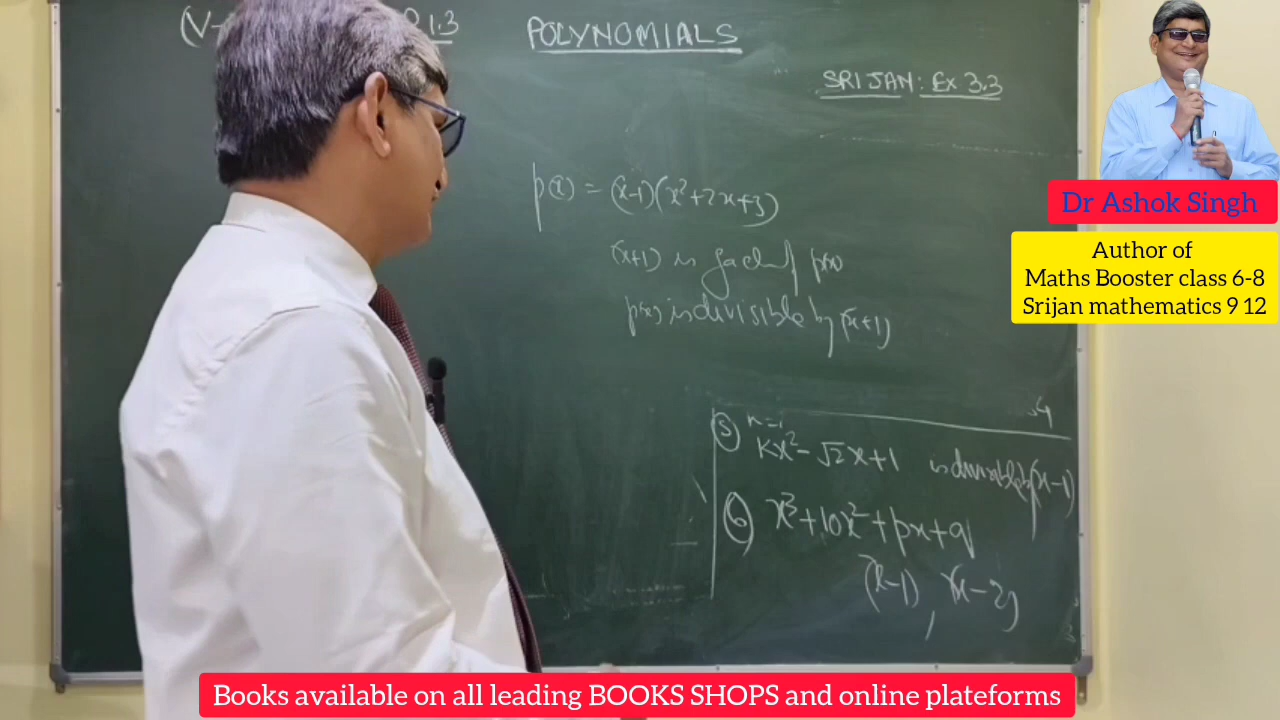 (V- 1.3
POLYNOMIALS
SRIJAN: Ex 3.3
p(x) = (x-1)(x²+2x+3)
(x+1) is factor of p(x)
p(x) is divisible by (x+1)
⑤ Kx²-√2x+1 is divisible by (x-1)
⑥ x³+10x²+px+q
(x-1), (x-2)
Dr Ashok Singh
Author of
Maths Booster class 6-8
Srijan mathematics 9 12
Books available on all leading BOOKS SHOPS and online plateforms